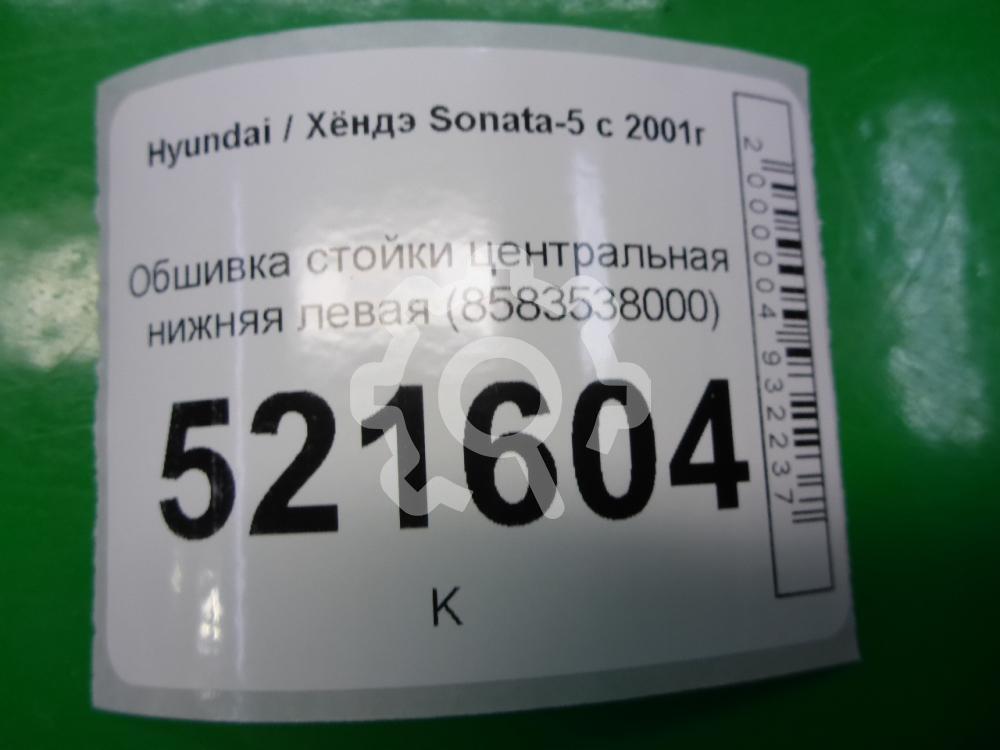 Hyundai / Хёндэ Sonata-5 с 2001г
Обшивка стойки центральная
нижняя левая (8583538000)
521604
К
2000004932237